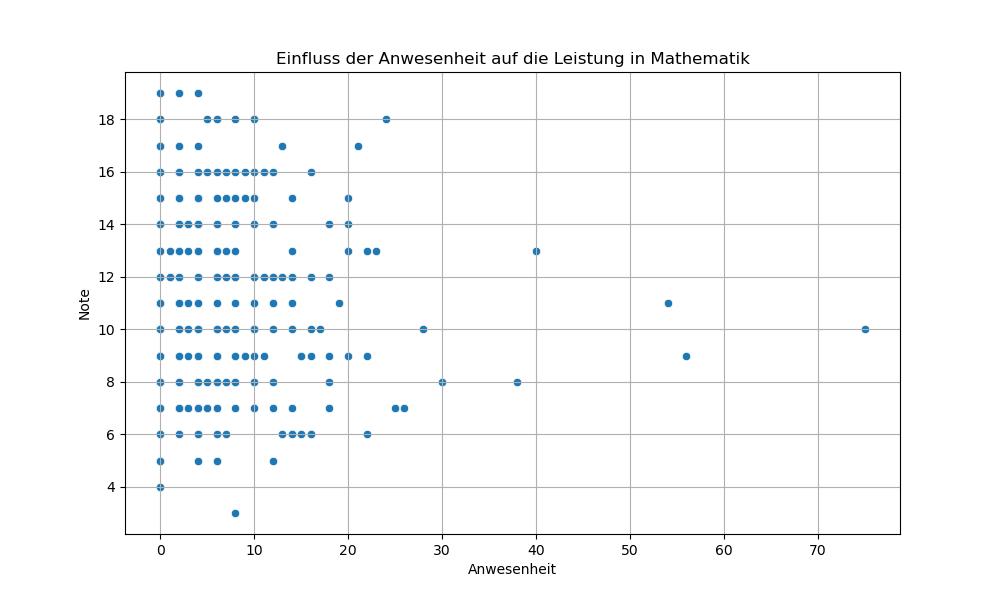 Einfluss der Anwesenheit auf die Leistung in Mathematik
18
16
14
12
10
8
6
4
Note
0 10 20 30 40 50 60 70
Anwesenheit